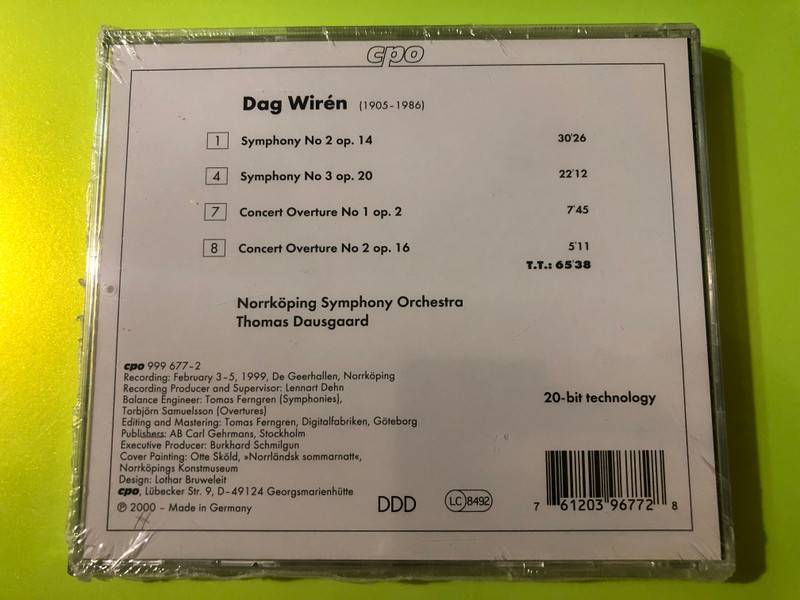 cpo
Dag Wirén (1905–1986)
1 Symphony No 2 op. 14 30'26
4 Symphony No 3 op. 20 22'12
7 Concert Overture No 1 op. 2 7'45
8 Concert Overture No 2 op. 16 5'11
T.T.: 65'38
Norrköping Symphony Orchestra
Thomas Dausgaard
cpo 999 677–2
Recording: February 3–5, 1999, De Geerhallen, Norrköping
Recording Producer and Supervisor: Lennart Dehn
Balance Engineer: Tomas Ferngren (Symphonies),
Torbjörn Samuelsson (Overtures)
Editing and Mastering: Tomas Ferngren, Digitalfabriken, Göteborg
Publishers: AB Carl Gehrmans, Stockholm
Executive Producer: Burkhard Schmilgun
Cover Painting: Otte Sköld, »Norrländsk sommarnatt«,
Norrköpings Konstmuseum
Design: Lothar Bruweleit
cpo, Lübecker Str. 9, D–49124 Georgsmarienhütte
℗ 2000 – Made in Germany
20-bit technology
DDD
LC 8492
7 61203 96772 8